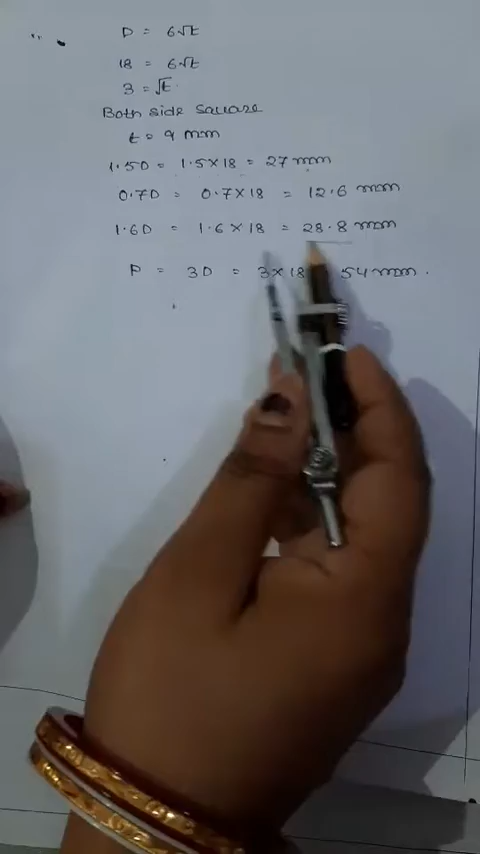 D = 6√t
18 = 6√t
3 = √t
Both side square
t = 9 mm
1.5D = 1.5×18 = 27 mm
0.7D = 0.7×18 = 12.6 mm
1.6D = 1.6×18 = 28.8 mm
P = 3D = 3×18 54 mm.